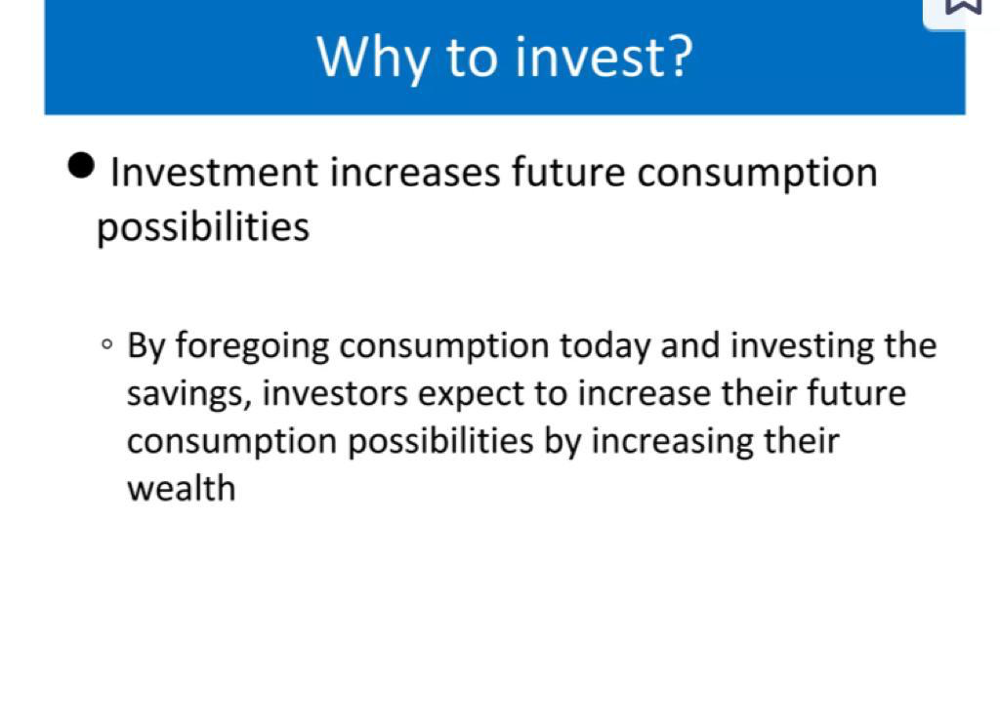 Why to invest?
● Investment increases future consumption
possibilities
◦ By foregoing consumption today and investing the
savings, investors expect to increase their future
consumption possibilities by increasing their
wealth